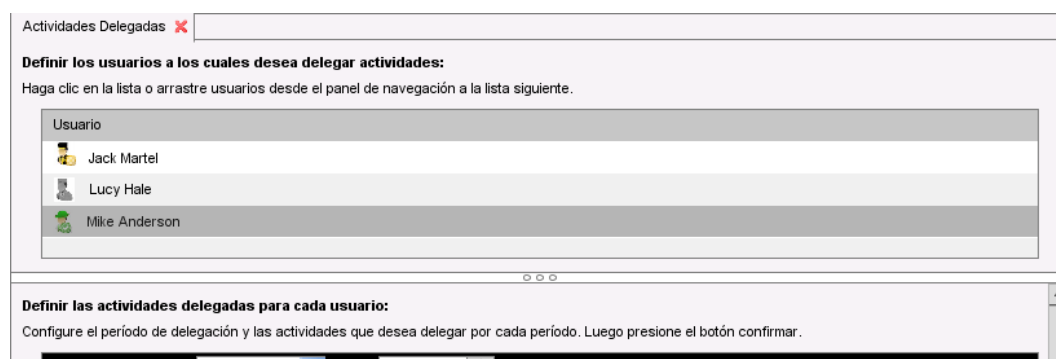 Actividades Delegadas
Definir los usuarios a los cuales desea delegar actividades:
Haga clic en la lista o arrastre usuarios desde el panel de navegación a la lista siguiente.
Usuario
Jack Martel
Lucy Hale
Mike Anderson
Definir las actividades delegadas para cada usuario:
Configure el período de delegación y las actividades que desea delegar por cada período. Luego presione el botón confirmar.